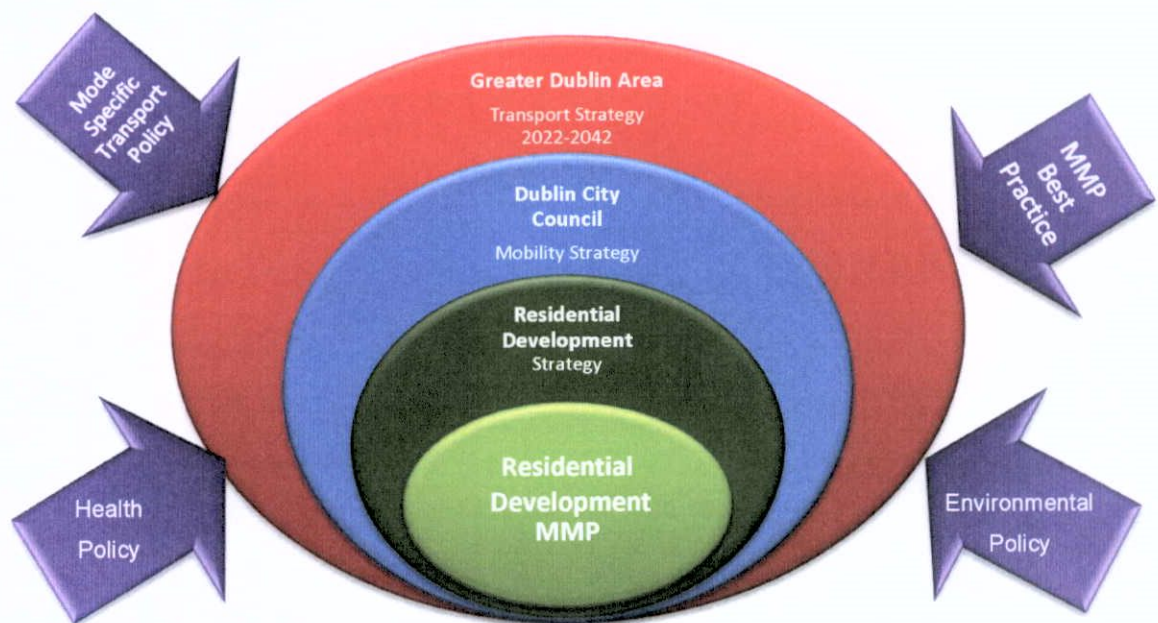 Mode
Specific
Transport
Policy
Greater Dublin Area
Transport Strategy
2022-2042
MMP
Best
Practice
Dublin City
Council
Mobility Strategy
Residential
Development
Strategy
Residential
Development
MMP
Health
Policy
Environmental
Policy